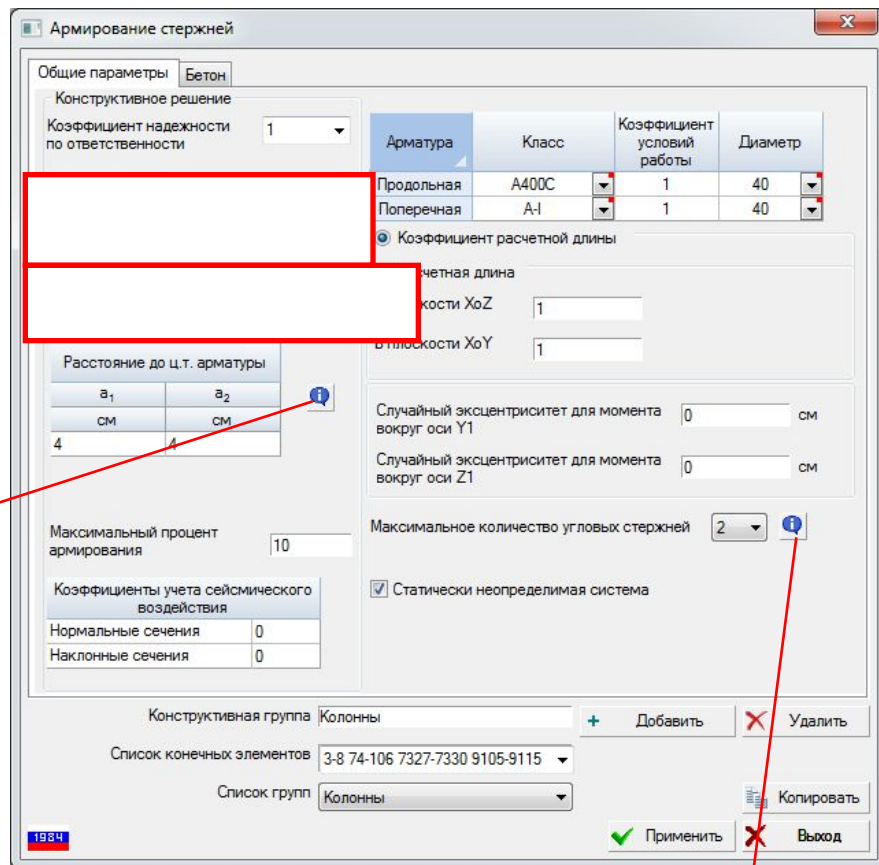 Армирование стержней
Общие параметры Бетон
Конструктивное решение
Коэффициент надежности
по ответственности
1
Арматура Класс Коэффициент условий работы Диаметр
Продольная A400C 1 40
Поперечная A-I 1 40
Коэффициент расчетной длины
счетная длина
кости XoZ 1
В плоскости XoY 1
Расстояние до ц.т. арматуры
a1 a2
см см
4 4
Случайный эксцентриситет для момента
вокруг оси Y1
0 см
Случайный эксцентриситет для момента
вокруг оси Z1
0 см
Максимальный процент
армирования
10
Максимальное количество угловых стержней 2
Коэффициенты учета сейсмического
воздействия
Нормальные сечения 0
Наклонные сечения 0
Статически неопределимая система
Конструктивная группа Колонны + Добавить Удалить
Список конечных элементов 3-8 74-106 7327-7330 9105-9115
Список групп Колонны Копировать
1984 Применить Выход